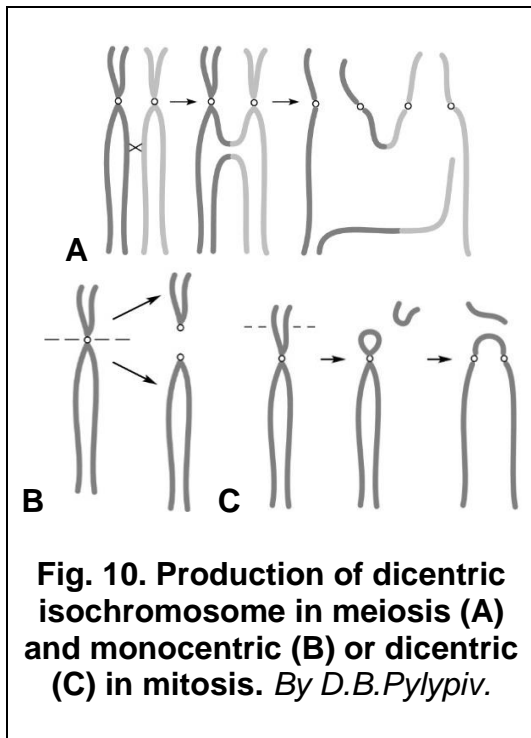 A
B
C
Fig. 10. Production of dicentric
isochromosome in meiosis (A)
and monocentric (B) or dicentric
(C) in mitosis. By D.B.Pylypiv.